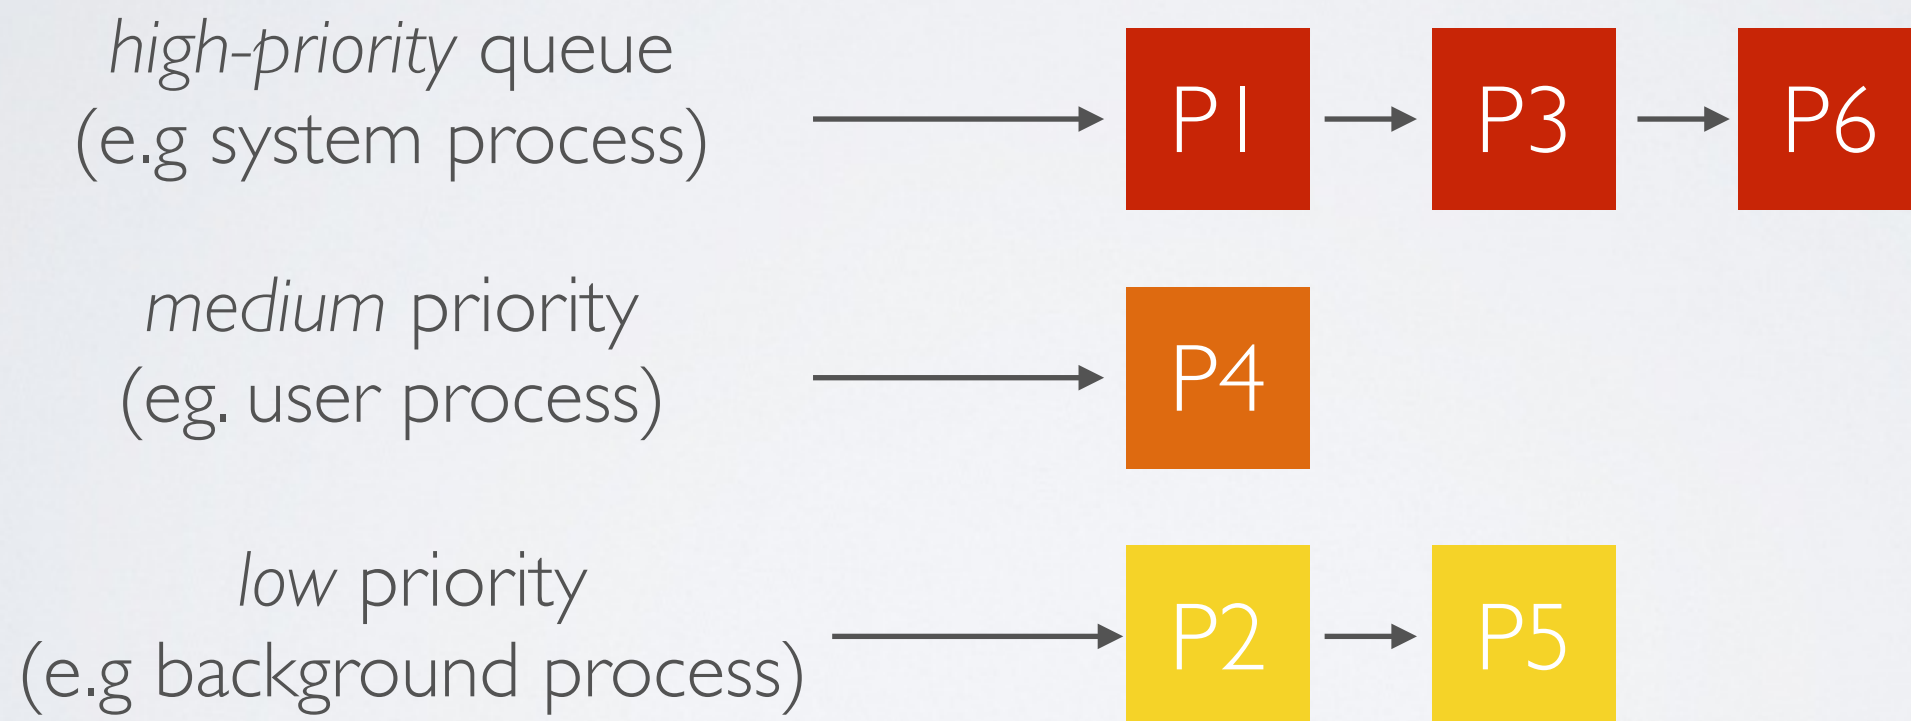 high-priority queue
(e.g system process)
P1 P3 P6
medium priority
(eg. user process)
P4
low priority
(e.g background process)
P2 P5